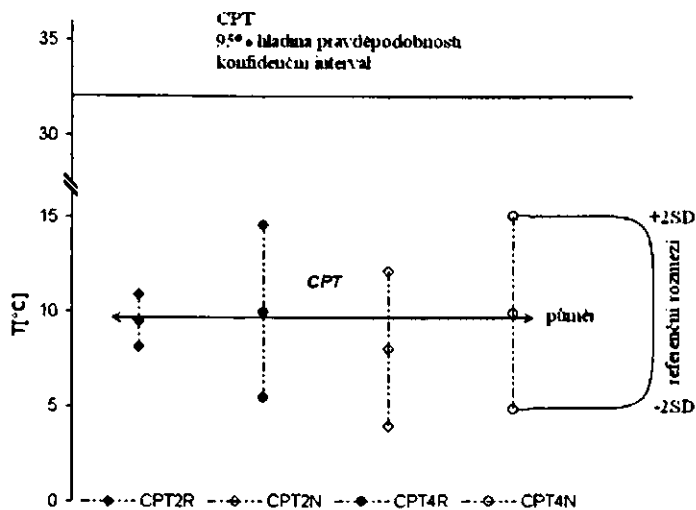 CPT
95% hladina pravděpodobnosti
konfidenční interval
35
30
15
10
5
0
T[°C]
CPT
průměr
+2SD
referenční rozmezí
-2SD
CPT2R CPT2N CPT4R CPT4N